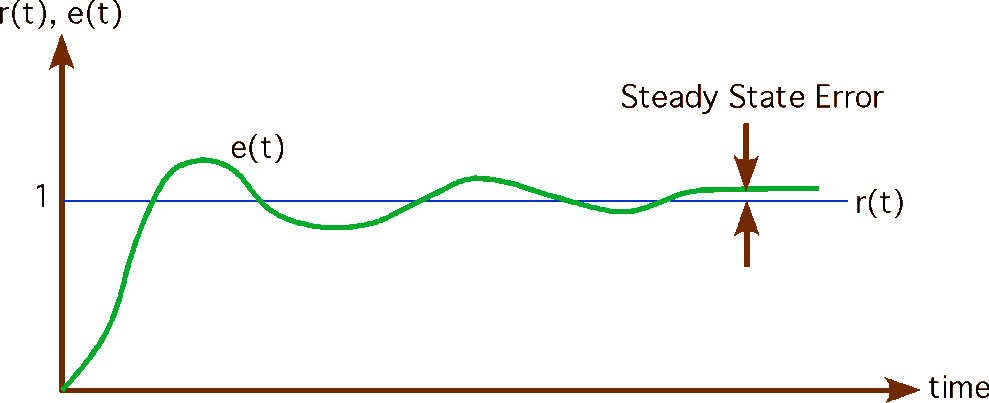 r(t), e(t)
Steady State Error
e(t)
1
r(t)
time